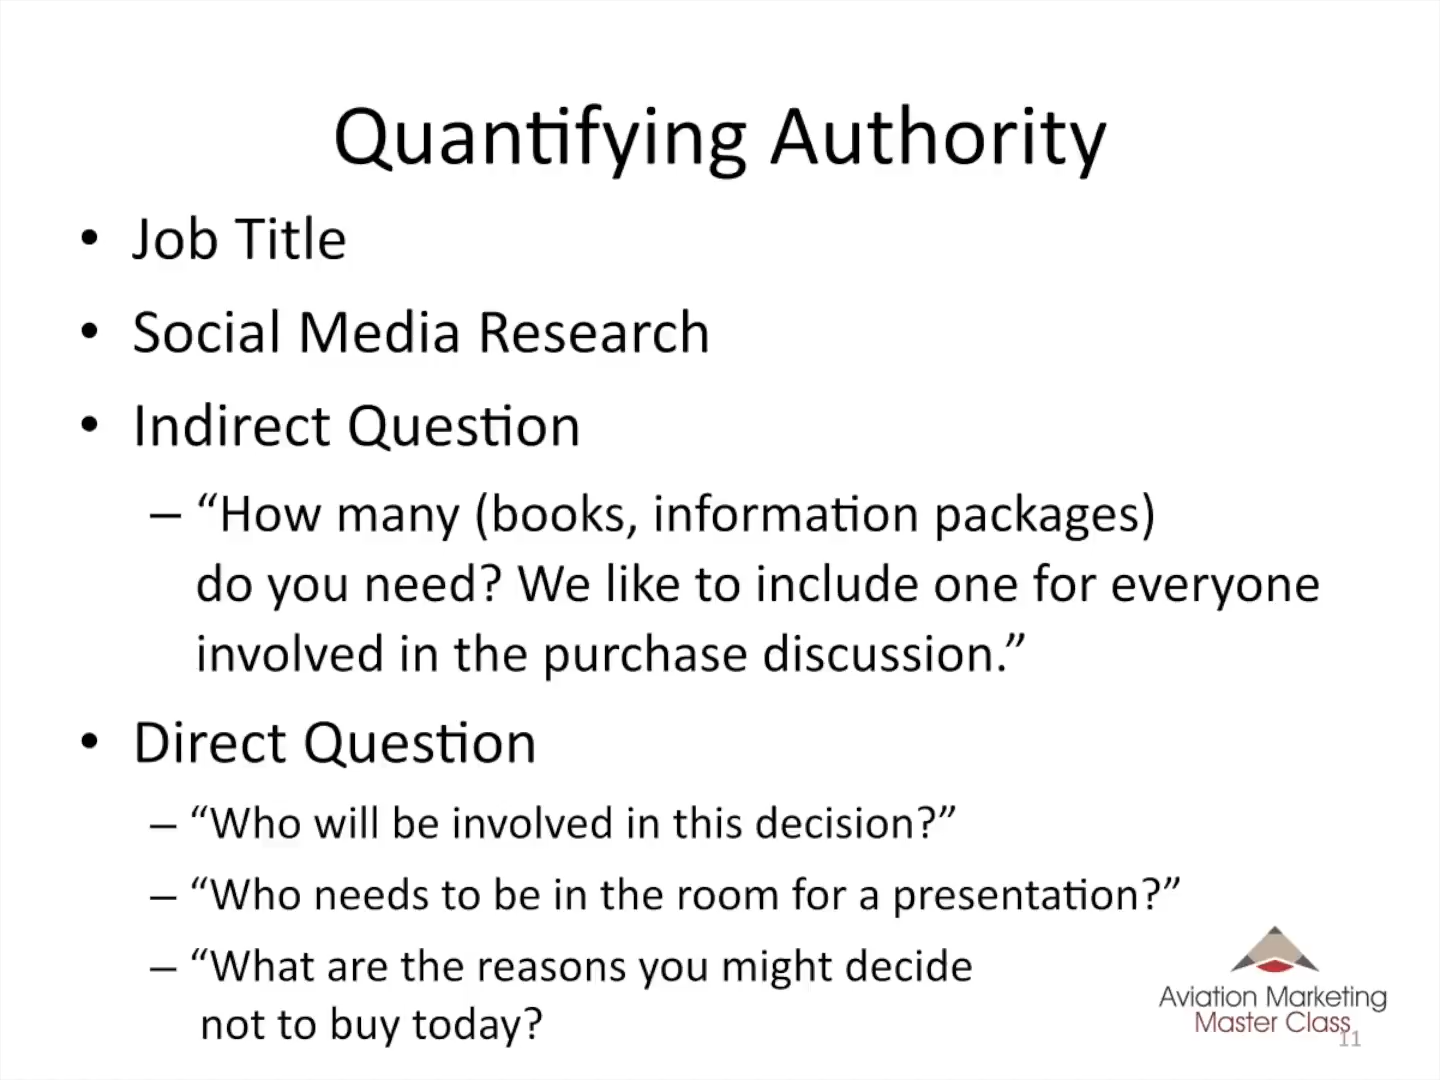 Quantifying Authority
• Job Title
• Social Media Research
• Indirect Question
– “How many (books, information packages)
do you need? We like to include one for everyone
involved in the purchase discussion.”
• Direct Question
– “Who will be involved in this decision?”
– “Who needs to be in the room for a presentation?”
– “What are the reasons you might decide
not to buy today?
Aviation Marketing
Master Class
11